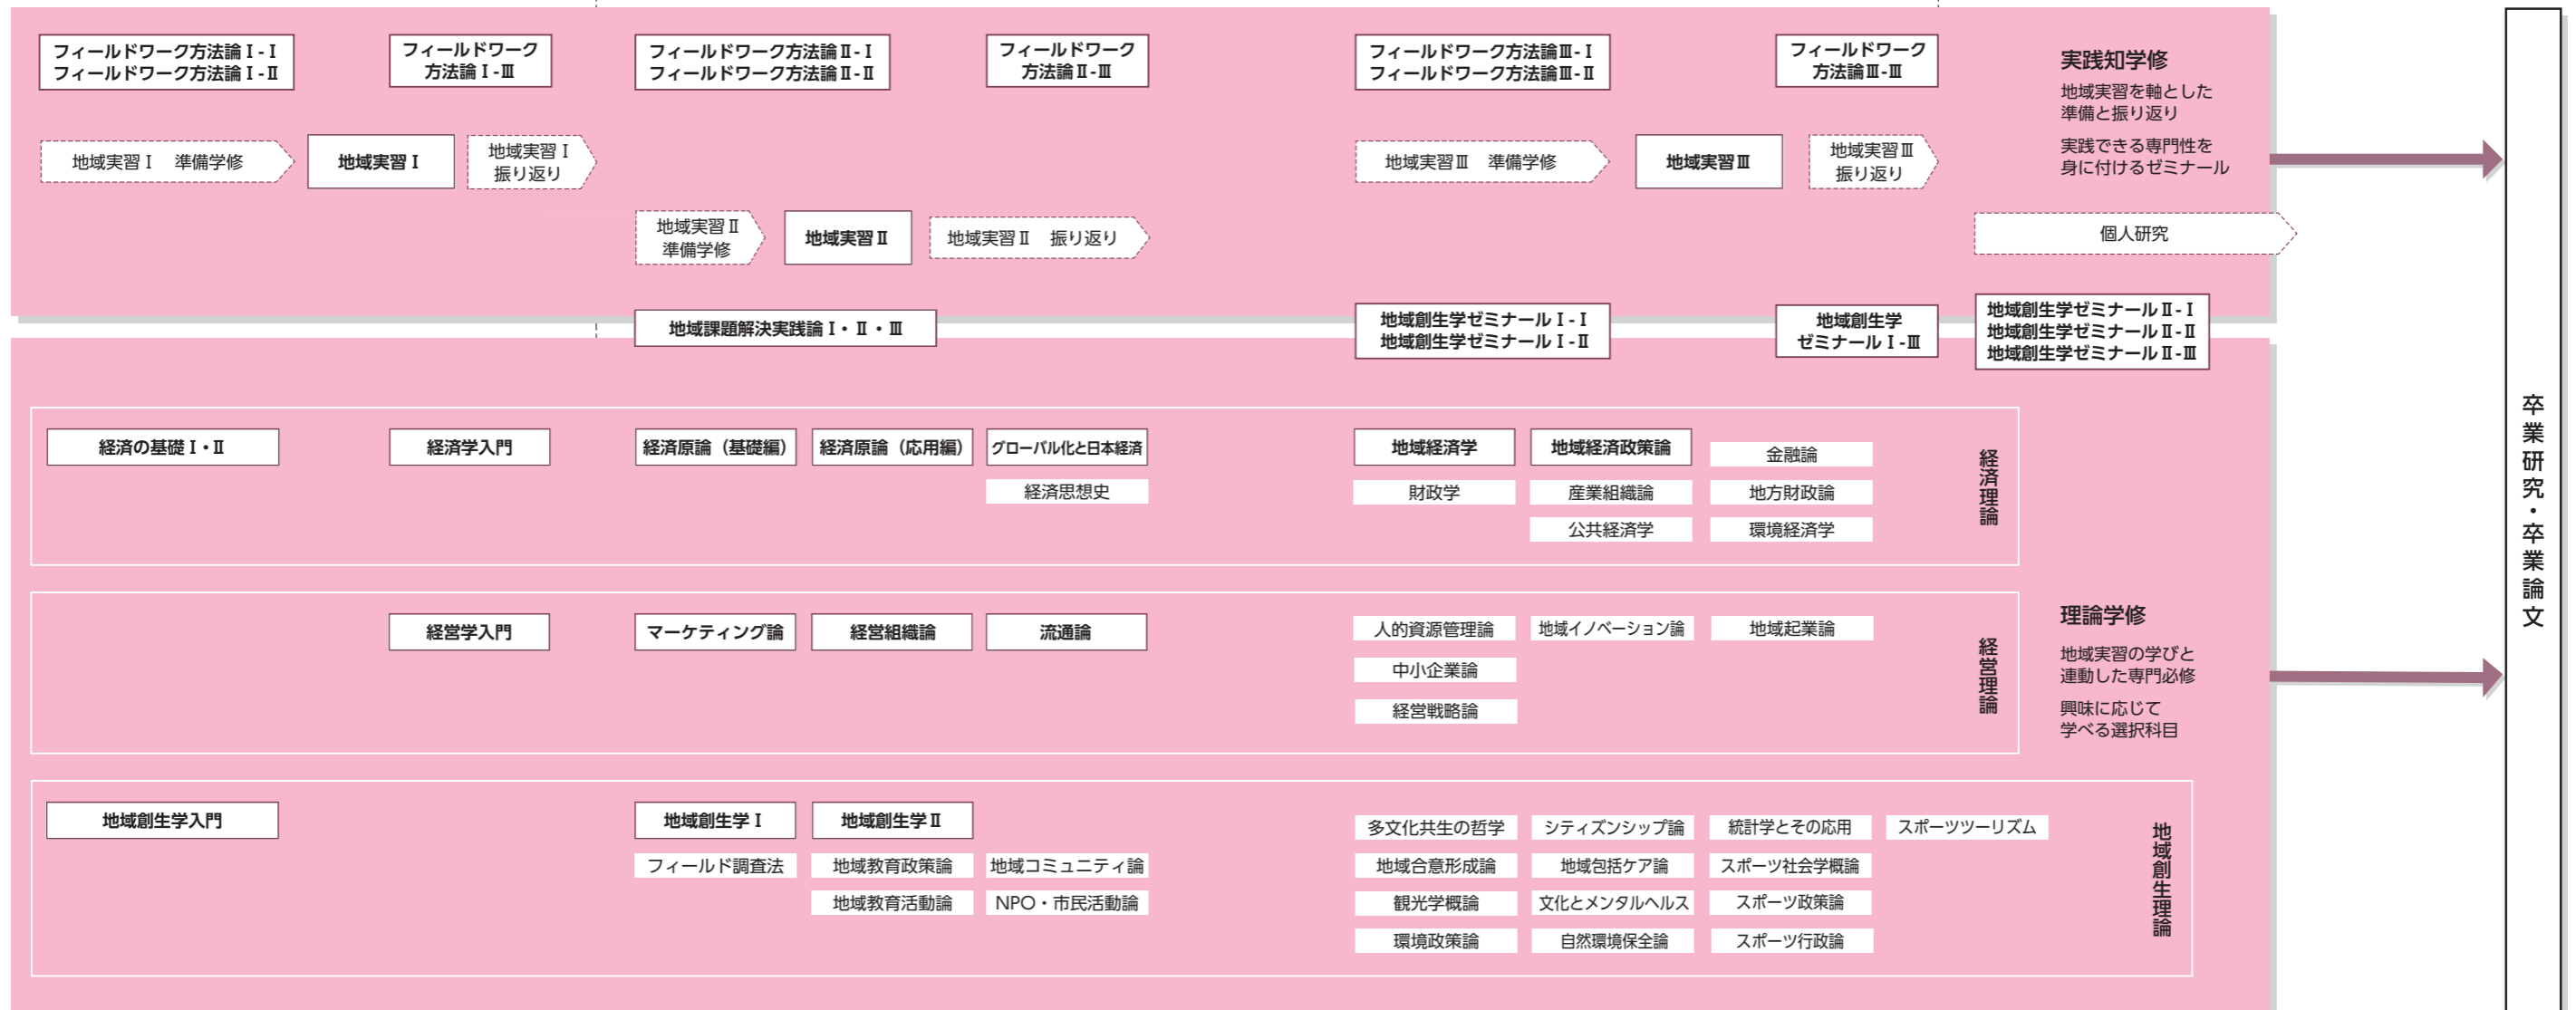 フィールドワーク方法論Ⅰ-Ⅰ
フィールドワーク方法論Ⅰ-Ⅱ
フィールドワーク
方法論Ⅰ-Ⅲ
フィールドワーク方法論Ⅱ-Ⅰ
フィールドワーク方法論Ⅱ-Ⅱ
フィールドワーク
方法論Ⅱ-Ⅲ
フィールドワーク方法論Ⅲ-Ⅰ
フィールドワーク方法論Ⅲ-Ⅱ
フィールドワーク
方法論Ⅲ-Ⅲ
実践知学修
地域実習を軸とした
準備と振り返り
実践できる専門性を
身に付けるゼミナール
地域実習Ⅰ　準備学修
地域実習Ⅰ
地域実習Ⅰ
振り返り
地域実習Ⅲ　準備学修
地域実習Ⅲ
地域実習Ⅲ
振り返り
地域実習Ⅱ
準備学修
地域実習Ⅱ
地域実習Ⅱ　振り返り
個人研究
地域課題解決実践論Ⅰ・Ⅱ・Ⅲ
地域創生学ゼミナールⅠ-Ⅰ
地域創生学ゼミナールⅠ-Ⅱ
地域創生学
ゼミナールⅠ-Ⅲ
地域創生学ゼミナールⅡ-Ⅰ
地域創生学ゼミナールⅡ-Ⅱ
地域創生学ゼミナールⅡ-Ⅲ
経済の基礎Ⅰ・Ⅱ
経済学入門
経済原論（基礎編）
経済原論（応用編）
グローバル化と日本経済
経済思想史
地域経済学
地域経済政策論
金融論
財政学
産業組織論
地方財政論
公共経済学
環境経済学
経済理論
経営学入門
マーケティング論
経営組織論
流通論
人的資源管理論
地域イノベーション論
地域起業論
中小企業論
経営戦略論
経営理論
理論学修
地域実習の学びと
連動した専門必修
興味に応じて
学べる選択科目
地域創生学入門
地域創生学Ⅰ
地域創生学Ⅱ
フィールド調査法
地域教育政策論
地域コミュニティ論
地域教育活動論
NPO・市民活動論
多文化共生の哲学
シティズンシップ論
統計学とその応用
スポーツツーリズム
地域合意形成論
地域包括ケア論
スポーツ社会学概論
観光学概論
文化とメンタルヘルス
スポーツ政策論
環境政策論
自然環境保全論
スポーツ行政論
地域創生理論
卒業研究・卒業論文